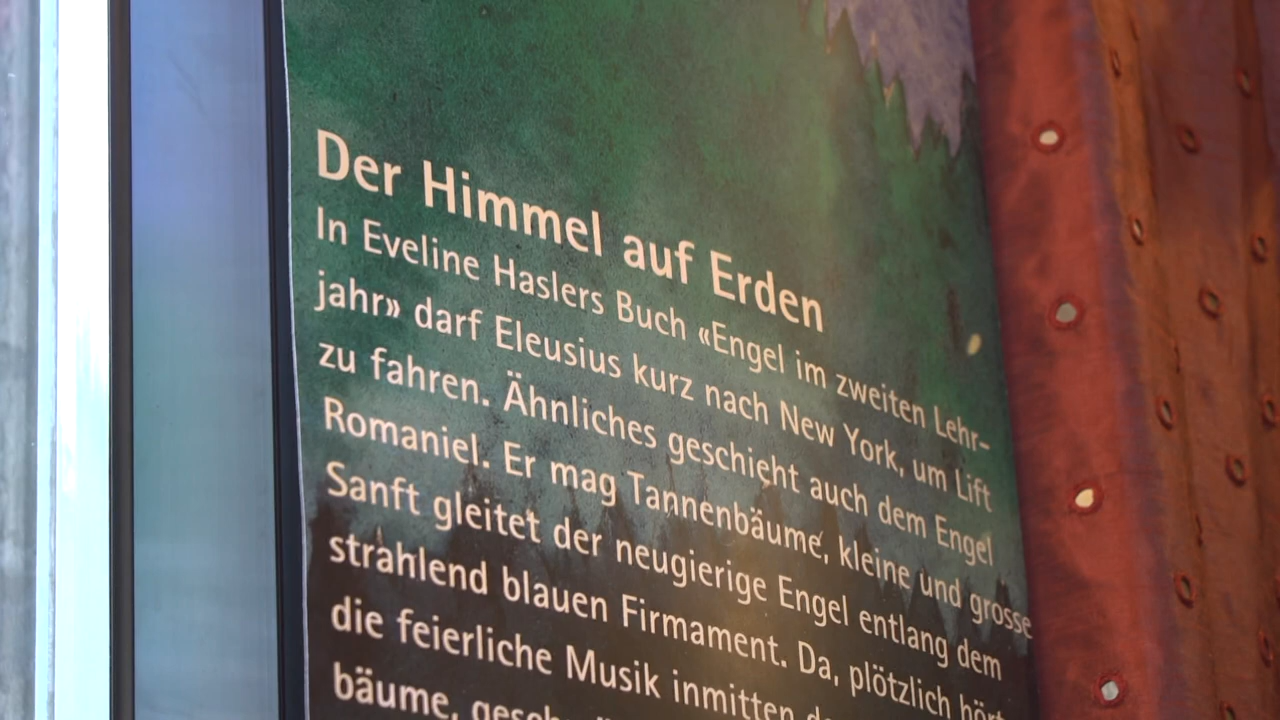 Der Himmel auf Erden
In Eveline Haslers Buch «Engel im zweiten Lehr-
jahr» darf Eleusius kurz nach New York, um Lift
zu fahren. Ähnliches geschieht auch dem Engel
Romaniel. Er mag Tannenbäume, kleine und grosse
Sanft gleitet der neugierige Engel entlang dem
strahlend blauen Firmament. Da, plötzlich hört
die feierliche Musik inmitten
bäume,